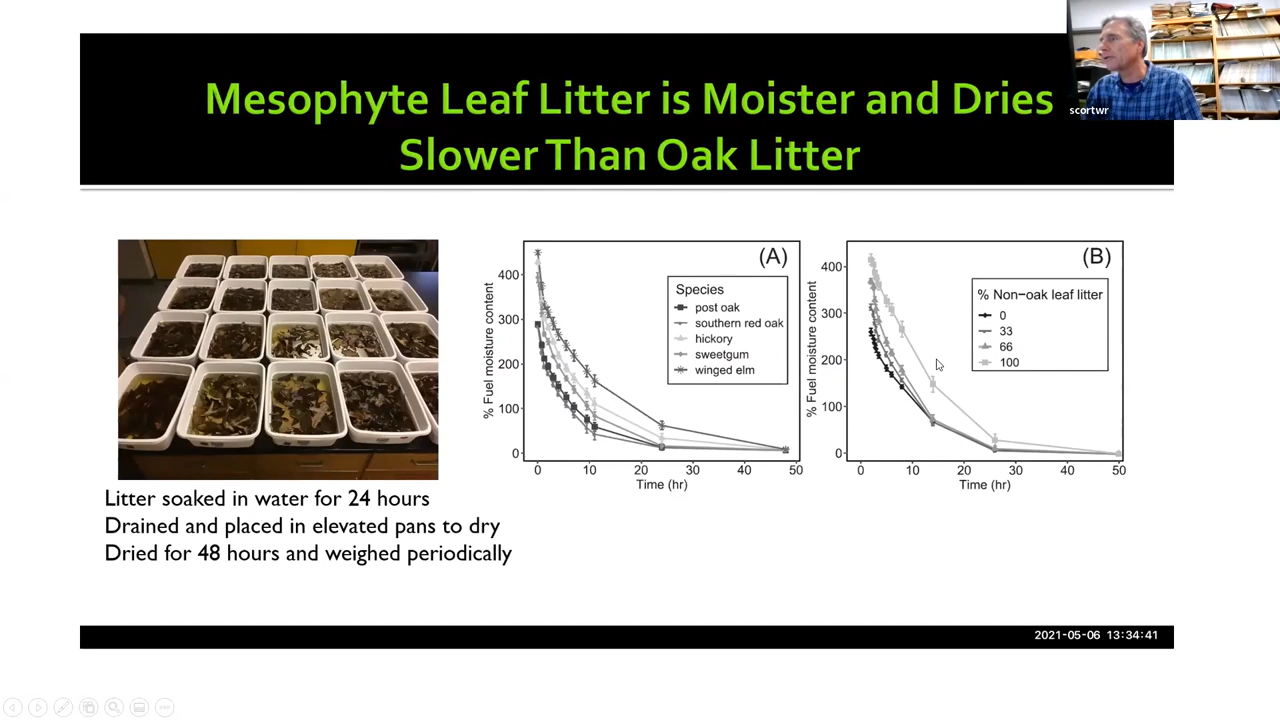 scortwr
Mesophyte Leaf Litter is Moister and Dries
Slower Than Oak Litter
(A)
% Fuel moisture content
400
300
200
100
0
0 10 20 30 40 50
Time (hr)
Species
post oak
southern red oak
hickory
sweetgum
winged elm
(B)
% Fuel moisture content
400
300
200
100
0
0 10 20 30 40 50
Time (hr)
% Non-oak leaf litter
0
33
66
100
Litter soaked in water for 24 hours
Drained and placed in elevated pans to dry
Dried for 48 hours and weighed periodically
2021-05-06 13:34:41